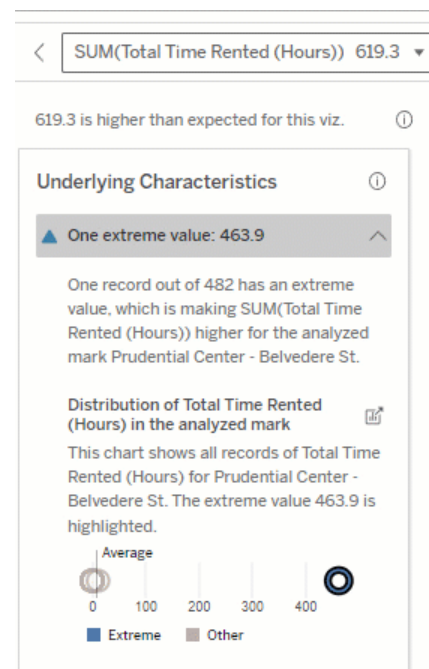 SUM(Total Time Rented (Hours)) 619.3
619.3 is higher than expected for this viz.
Underlying Characteristics
One extreme value: 463.9
One record out of 482 has an extreme
value, which is making SUM(Total Time
Rented (Hours)) higher for the analyzed
mark Prudential Center - Belvedere St.
Distribution of Total Time Rented
(Hours) in the analyzed mark
This chart shows all records of Total Time
Rented (Hours) for Prudential Center -
Belvedere St. The extreme value 463.9 is
highlighted.
Average
0 100 200 300 400
Extreme Other